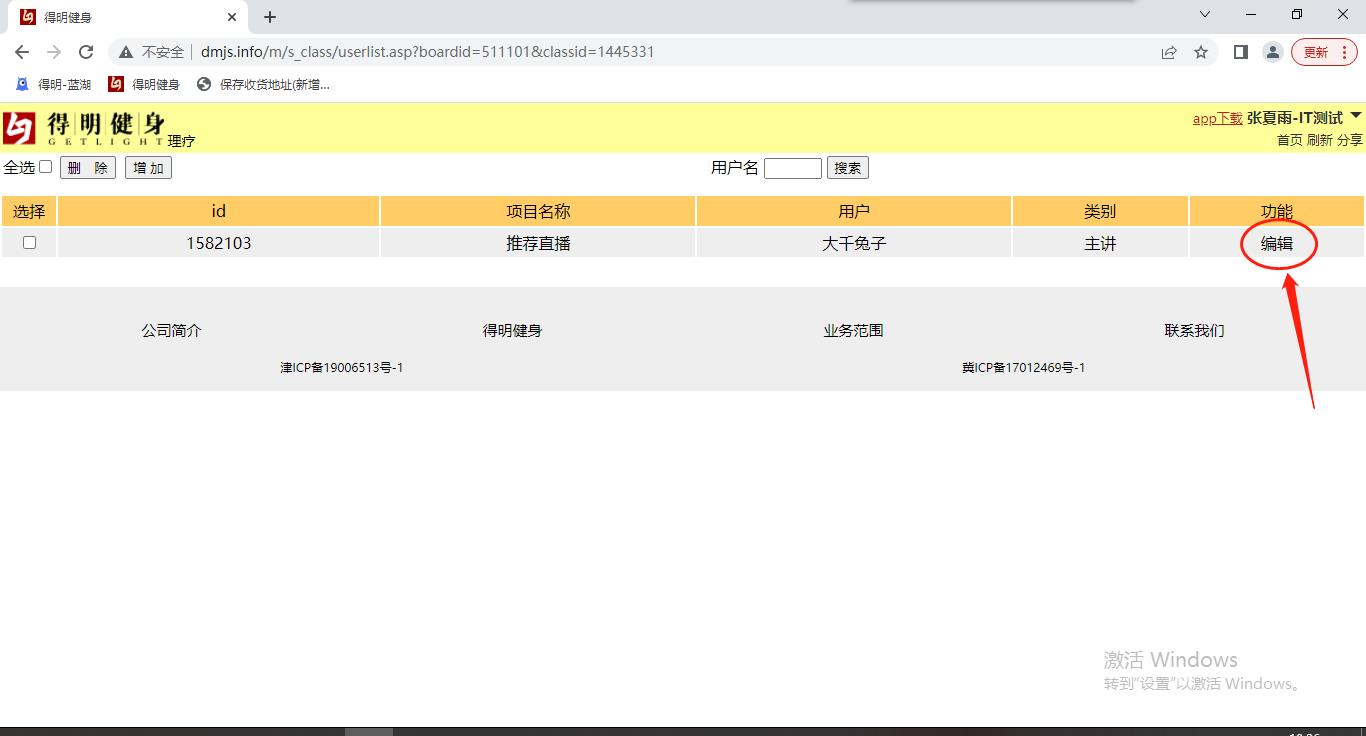 得明健身
不安全 dmjs.info/m/s_class/userlist.asp?boardid=511101&classid=1445331 更新
得明-蓝湖 得明健身 保存收货地址(新增...
得明健身
GETLIGHT 理疗
app下载 张夏雨-IT测试
首页 刷新 分享
全选 删 除 增 加 用户名 搜索
选择 id 项目名称 用户 类别 功能
1582103 推荐直播 大千兔子 主讲 编辑
公司简介 得明健身 业务范围 联系我们
津ICP备19006513号-1 冀ICP备17012469号-1
激活 Windows
转到"设置"以激活 Windows。